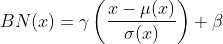 BN(x) = γ ( (x − μ(x)) / σ(x) ) + β